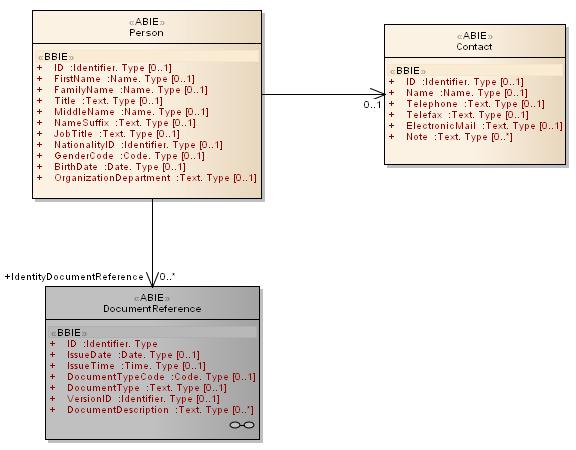 «ABIE»
Person
«BBIE»
+ ID :Identifier. Type [0..1]
+ FirstName :Name. Type [0..1]
+ FamilyName :Name. Type [0..1]
+ Title :Text. Type [0..1]
+ MiddleName :Name. Type [0..1]
+ NameSuffix :Text. Type [0..1]
+ JobTitle :Text. Type [0..1]
+ NationalityID :Identifier. Type [0..1]
+ GenderCode :Code. Type [0..1]
+ BirthDate :Date. Type [0..1]
+ OrganizationDepartment :Text. Type [0..1]
0..1
«ABIE»
Contact
«BBIE»
+ ID :Identifier. Type [0..1]
+ Name :Name. Type [0..1]
+ Telephone :Text. Type [0..1]
+ Telefax :Text. Type [0..1]
+ ElectronicMail :Text. Type [0..1]
+ Note :Text. Type [0..*]
+IdentityDocumentReference 0..*
«ABIE»
DocumentReference
«BBIE»
+ ID :Identifier. Type
+ IssueDate :Date. Type [0..1]
+ IssueTime :Time. Type [0..1]
+ DocumentTypeCode :Code. Type [0..1]
+ DocumentType :Text. Type [0..1]
+ VersionID :Identifier. Type [0..1]
+ DocumentDescription :Text. Type [0..*]